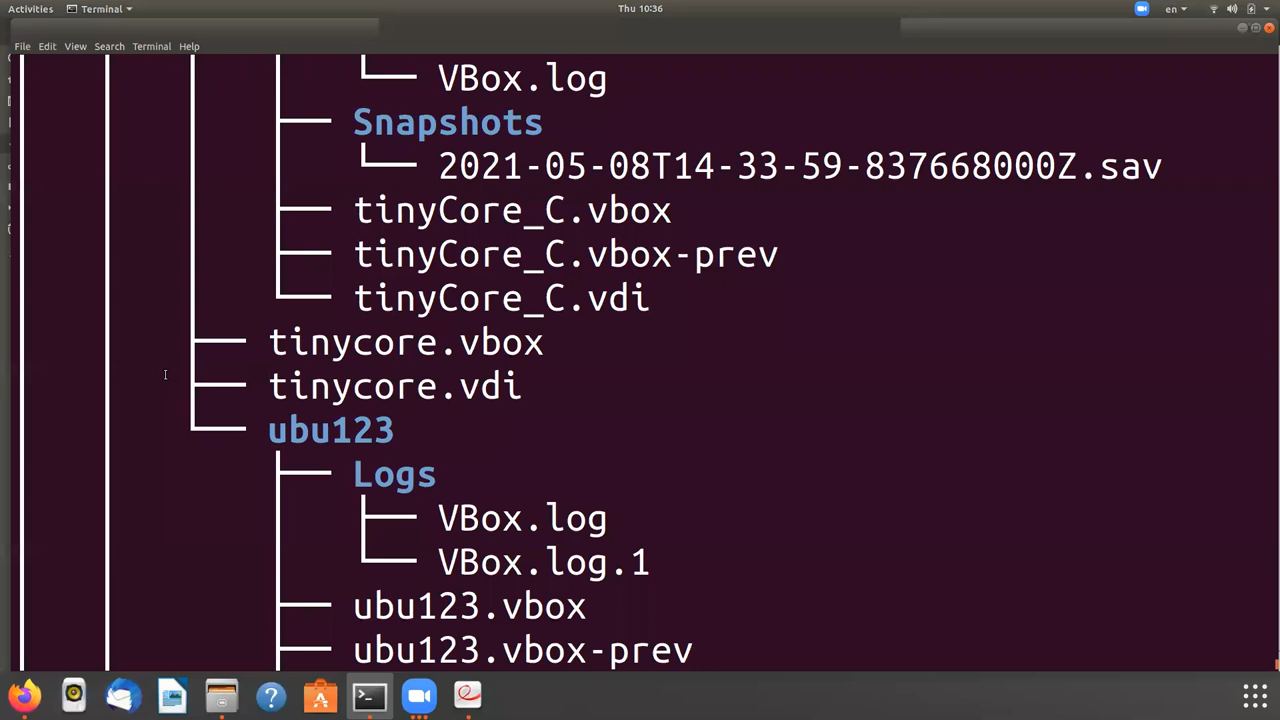 Activities Terminal Thu 10:36 en
File Edit View Search Terminal Help
VBox.log
Snapshots
2021-05-08T14-33-59-837668000Z.sav
tinyCore_C.vbox
tinyCore_C.vbox-prev
tinyCore_C.vdi
tinycore.vbox
tinycore.vdi
ubu123
Logs
VBox.log
VBox.log.1
ubu123.vbox
ubu123.vbox-prev